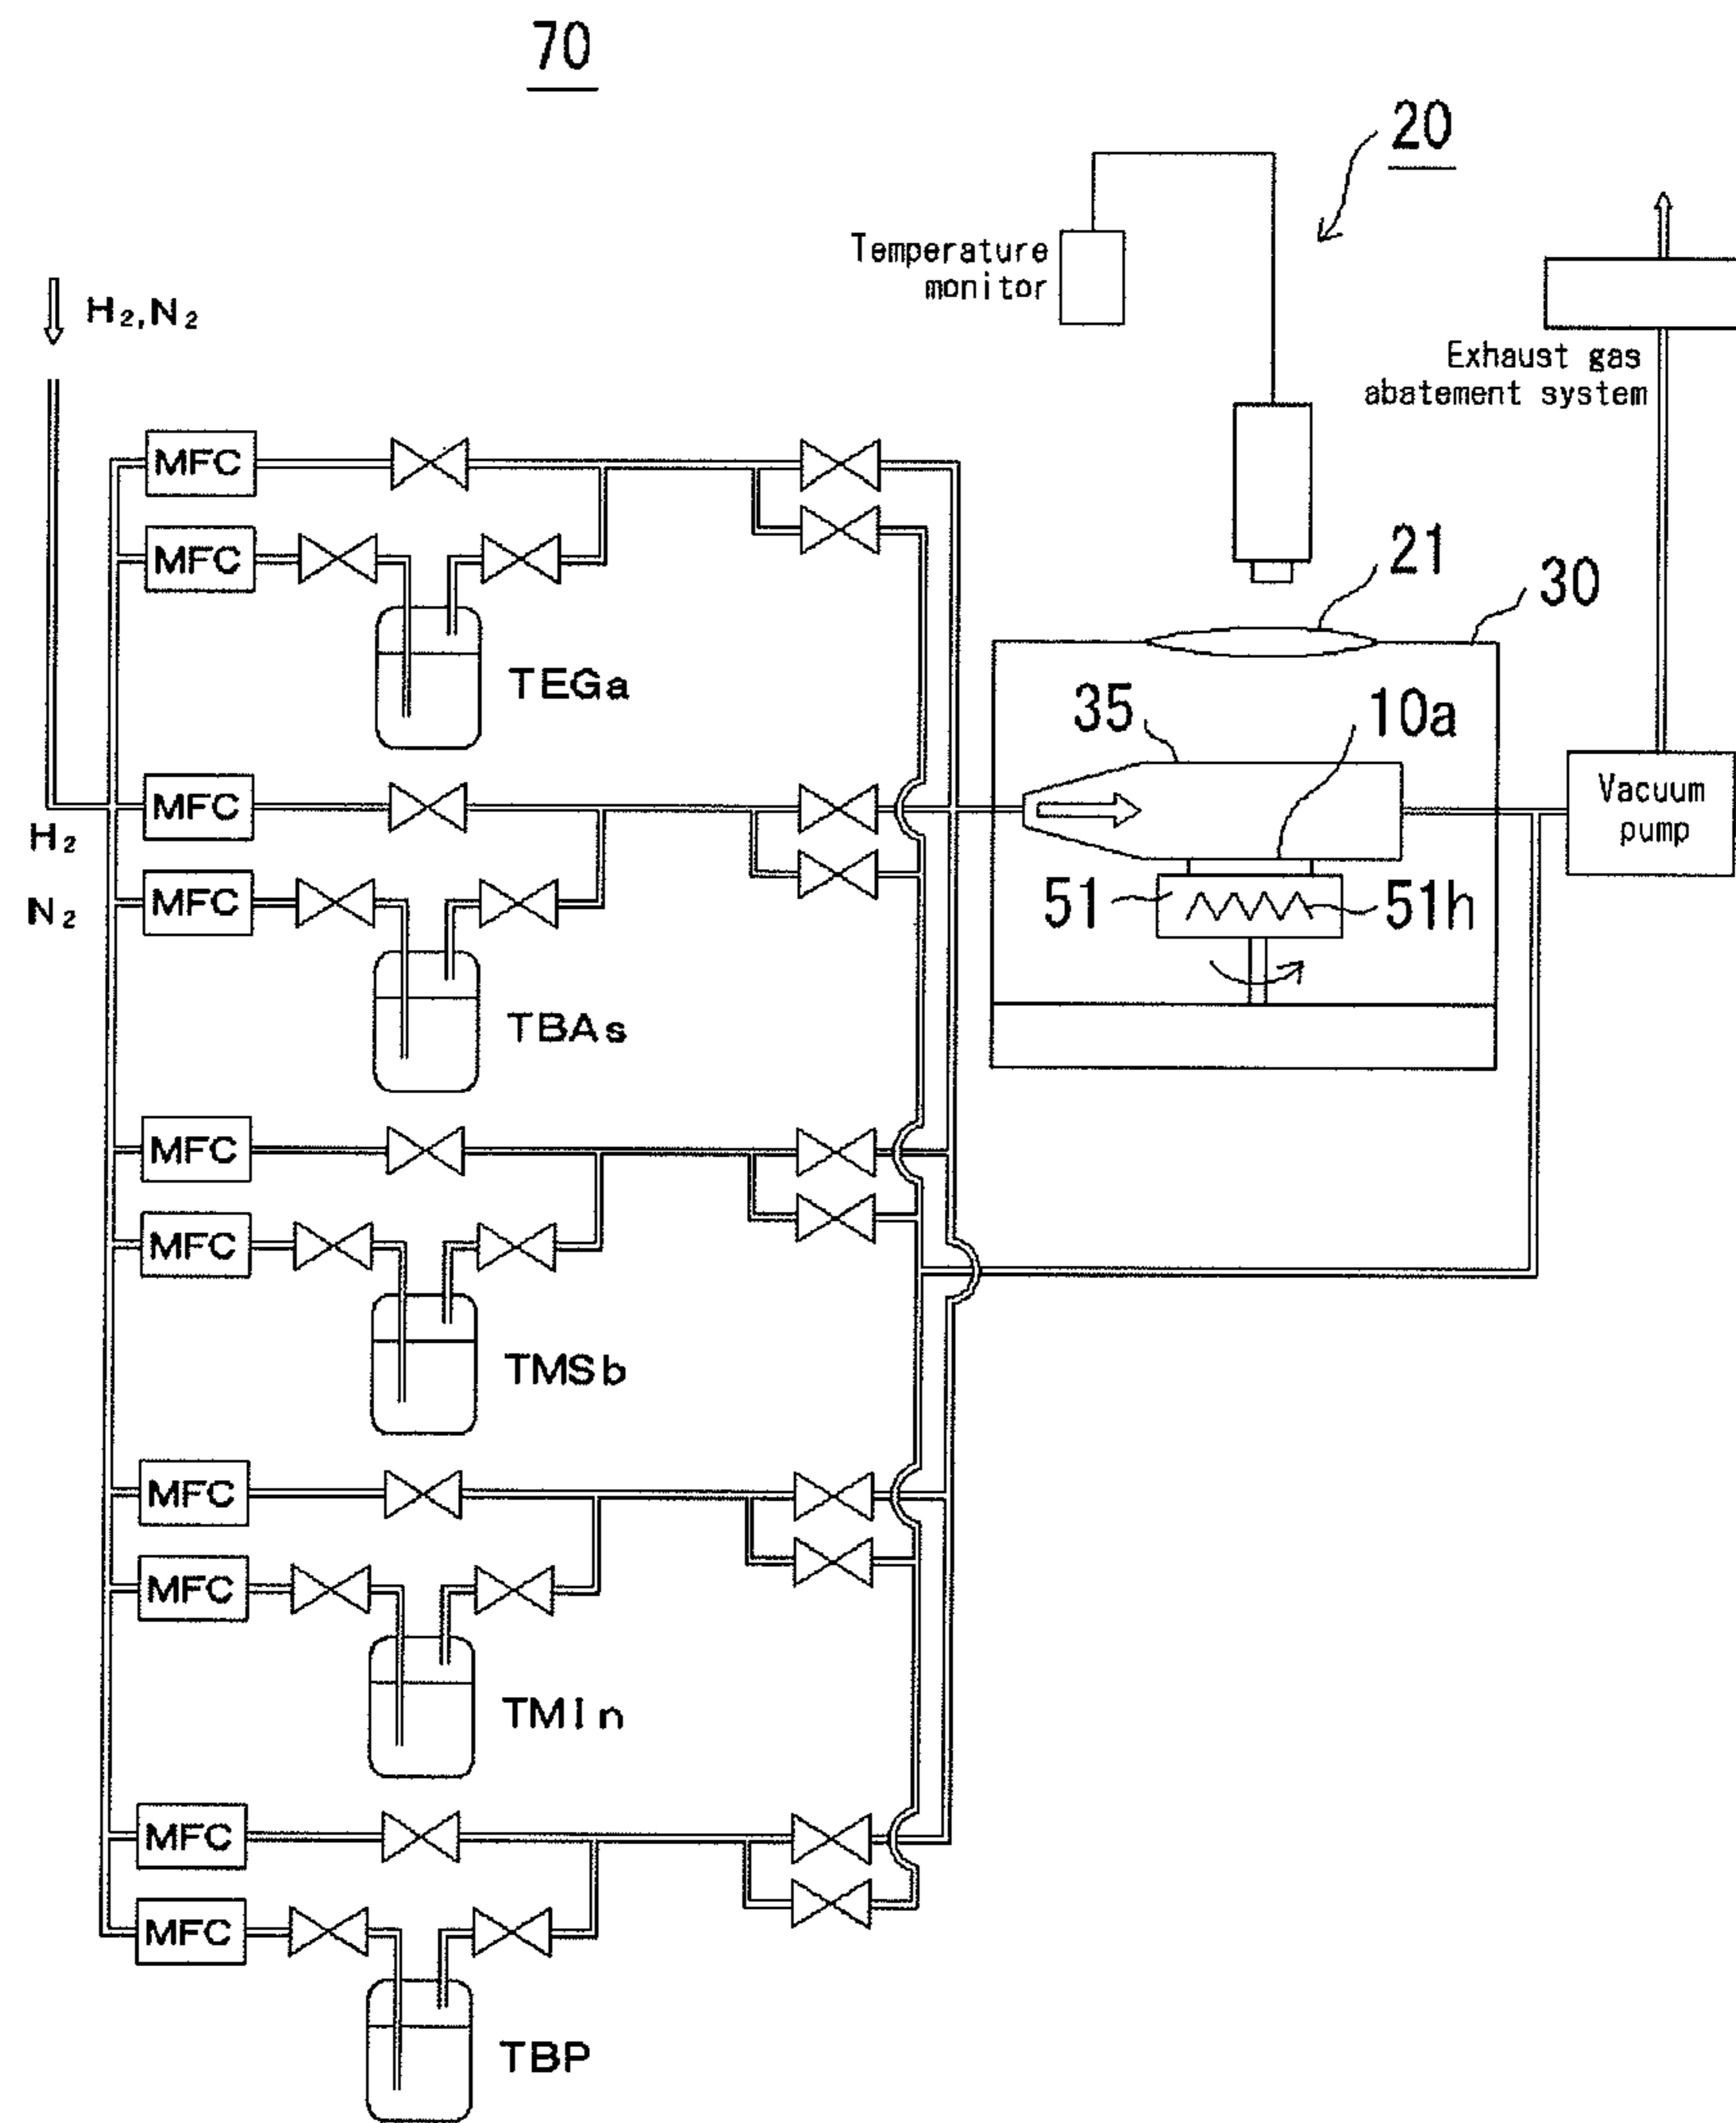 70
20
Temperature
monitor
H₂,N₂
Exhaust gas
abatement system
MFC
MFC
21
30
TEGa
35
10a
MFC
Vacuum
pump
H₂
MFC
N₂
51
51h
TBAs
MFC
MFC
TMSb
MFC
MFC
TMIn
MFC
MFC
TBP